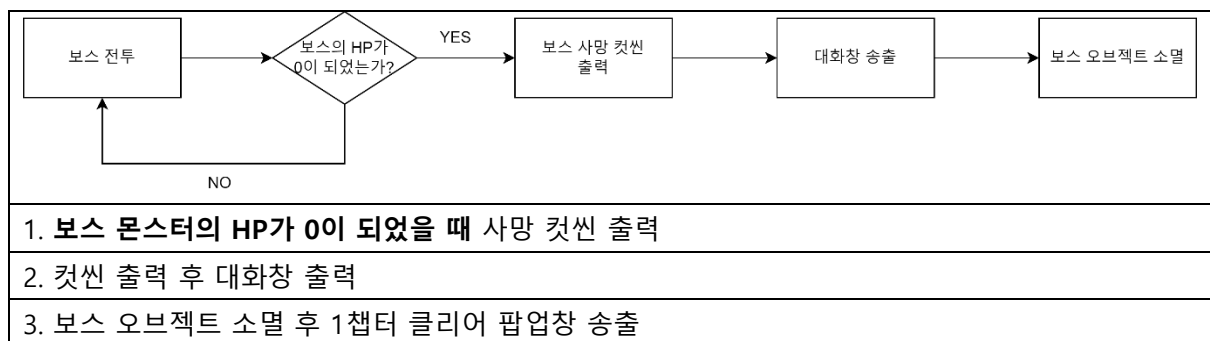 보스 전투
보스의 HP가
0이 되었는가?
YES
보스 사망 컷씬
출력
대화창 송출
보스 오브젝트 소멸
NO
1. 보스 몬스터의 HP가 0이 되었을 때 사망 컷씬 출력
2. 컷씬 출력 후 대화창 출력
3. 보스 오브젝트 소멸 후 1챕터 클리어 팝업창 송출